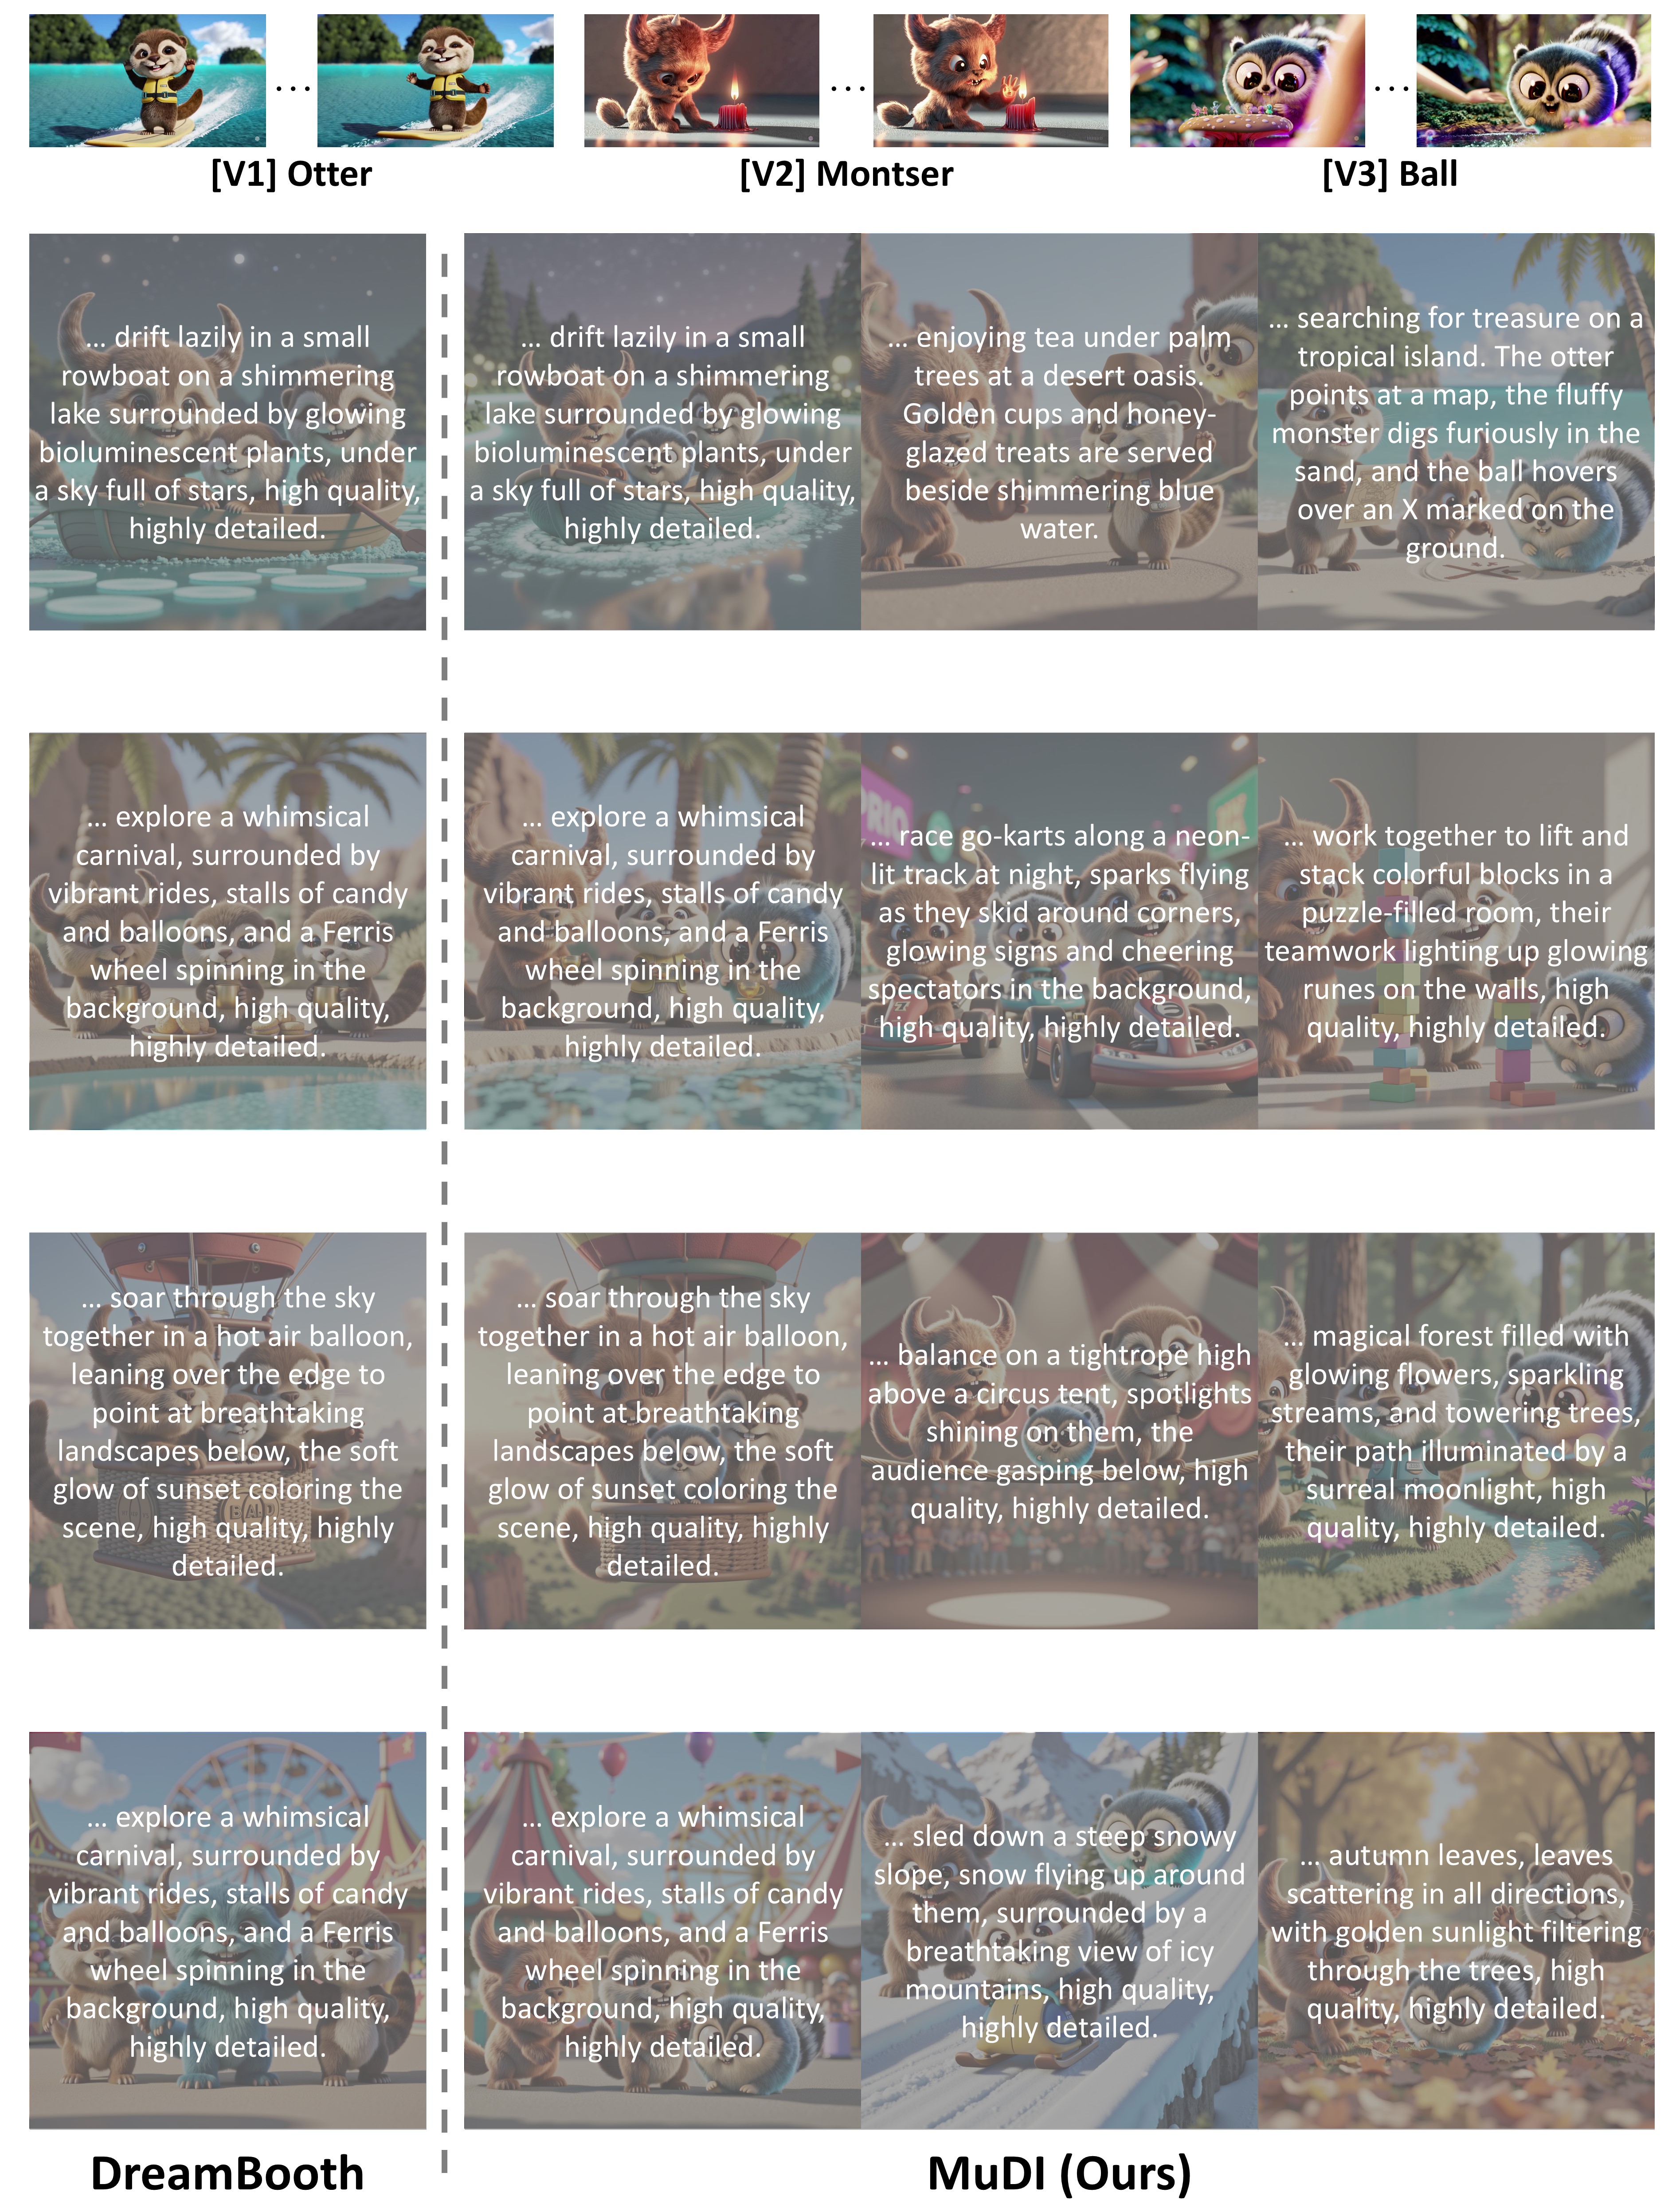 [V1] Otter
[V2] Montser
[V3] Ball
... drift lazily in a small
rowboat on a shimmering
lake surrounded by glowing
bioluminescent plants, under
a sky full of stars, high quality,
highly detailed.
... drift lazily in a small
rowboat on a shimmering
lake surrounded by glowing
bioluminescent plants, under
a sky full of stars, high quality,
highly detailed.
... enjoying tea under palm
trees at a desert oasis.
Golden cups and honey-
glazed treats are served
beside shimmering blue
water.
... searching for treasure on a
tropical island. The otter
points at a map, the fluffy
monster digs furiously in the
sand, and the ball hovers
over an X marked on the
ground.
... explore a whimsical
carnival, surrounded by
vibrant rides, stalls of candy
and balloons, and a Ferris
wheel spinning in the
background, high quality,
highly detailed.
... explore a whimsical
carnival, surrounded by
vibrant rides, stalls of candy
and balloons, and a Ferris
wheel spinning in the
background, high quality,
highly detailed.
... race go-karts along a neon-
lit track at night, sparks flying
as they skid around corners,
glowing signs and cheering
spectators in the background,
high quality, highly detailed.
... work together to lift and
stack colorful blocks in a
puzzle-filled room, their
teamwork lighting up glowing
runes on the walls, high
quality, highly detailed.
... soar through the sky
together in a hot air balloon,
leaning over the edge to
point at breathtaking
landscapes below, the soft
glow of sunset coloring the
scene, high quality, highly
detailed.
... soar through the sky
together in a hot air balloon,
leaning over the edge to
point at breathtaking
landscapes below, the soft
glow of sunset coloring the
scene, high quality, highly
detailed.
... balance on a tightrope high
above a circus tent, spotlights
shining on them, the
audience gasping below, high
quality, highly detailed.
... magical forest filled with
glowing flowers, sparkling
streams, and towering trees,
their path illuminated by a
surreal moonlight, high
quality, highly detailed.
... explore a whimsical
carnival, surrounded by
vibrant rides, stalls of candy
and balloons, and a Ferris
wheel spinning in the
background, high quality,
highly detailed.
... explore a whimsical
carnival, surrounded by
vibrant rides, stalls of candy
and balloons, and a Ferris
wheel spinning in the
background, high quality,
highly detailed.
... sled down a steep snowy
slope, snow flying up around
them, surrounded by a
breathtaking view of icy
mountains, high quality,
highly detailed.
... autumn leaves, leaves
scattering in all directions,
with golden sunlight filtering
through the trees, high
quality, highly detailed.
DreamBooth
MuDI (Ours)